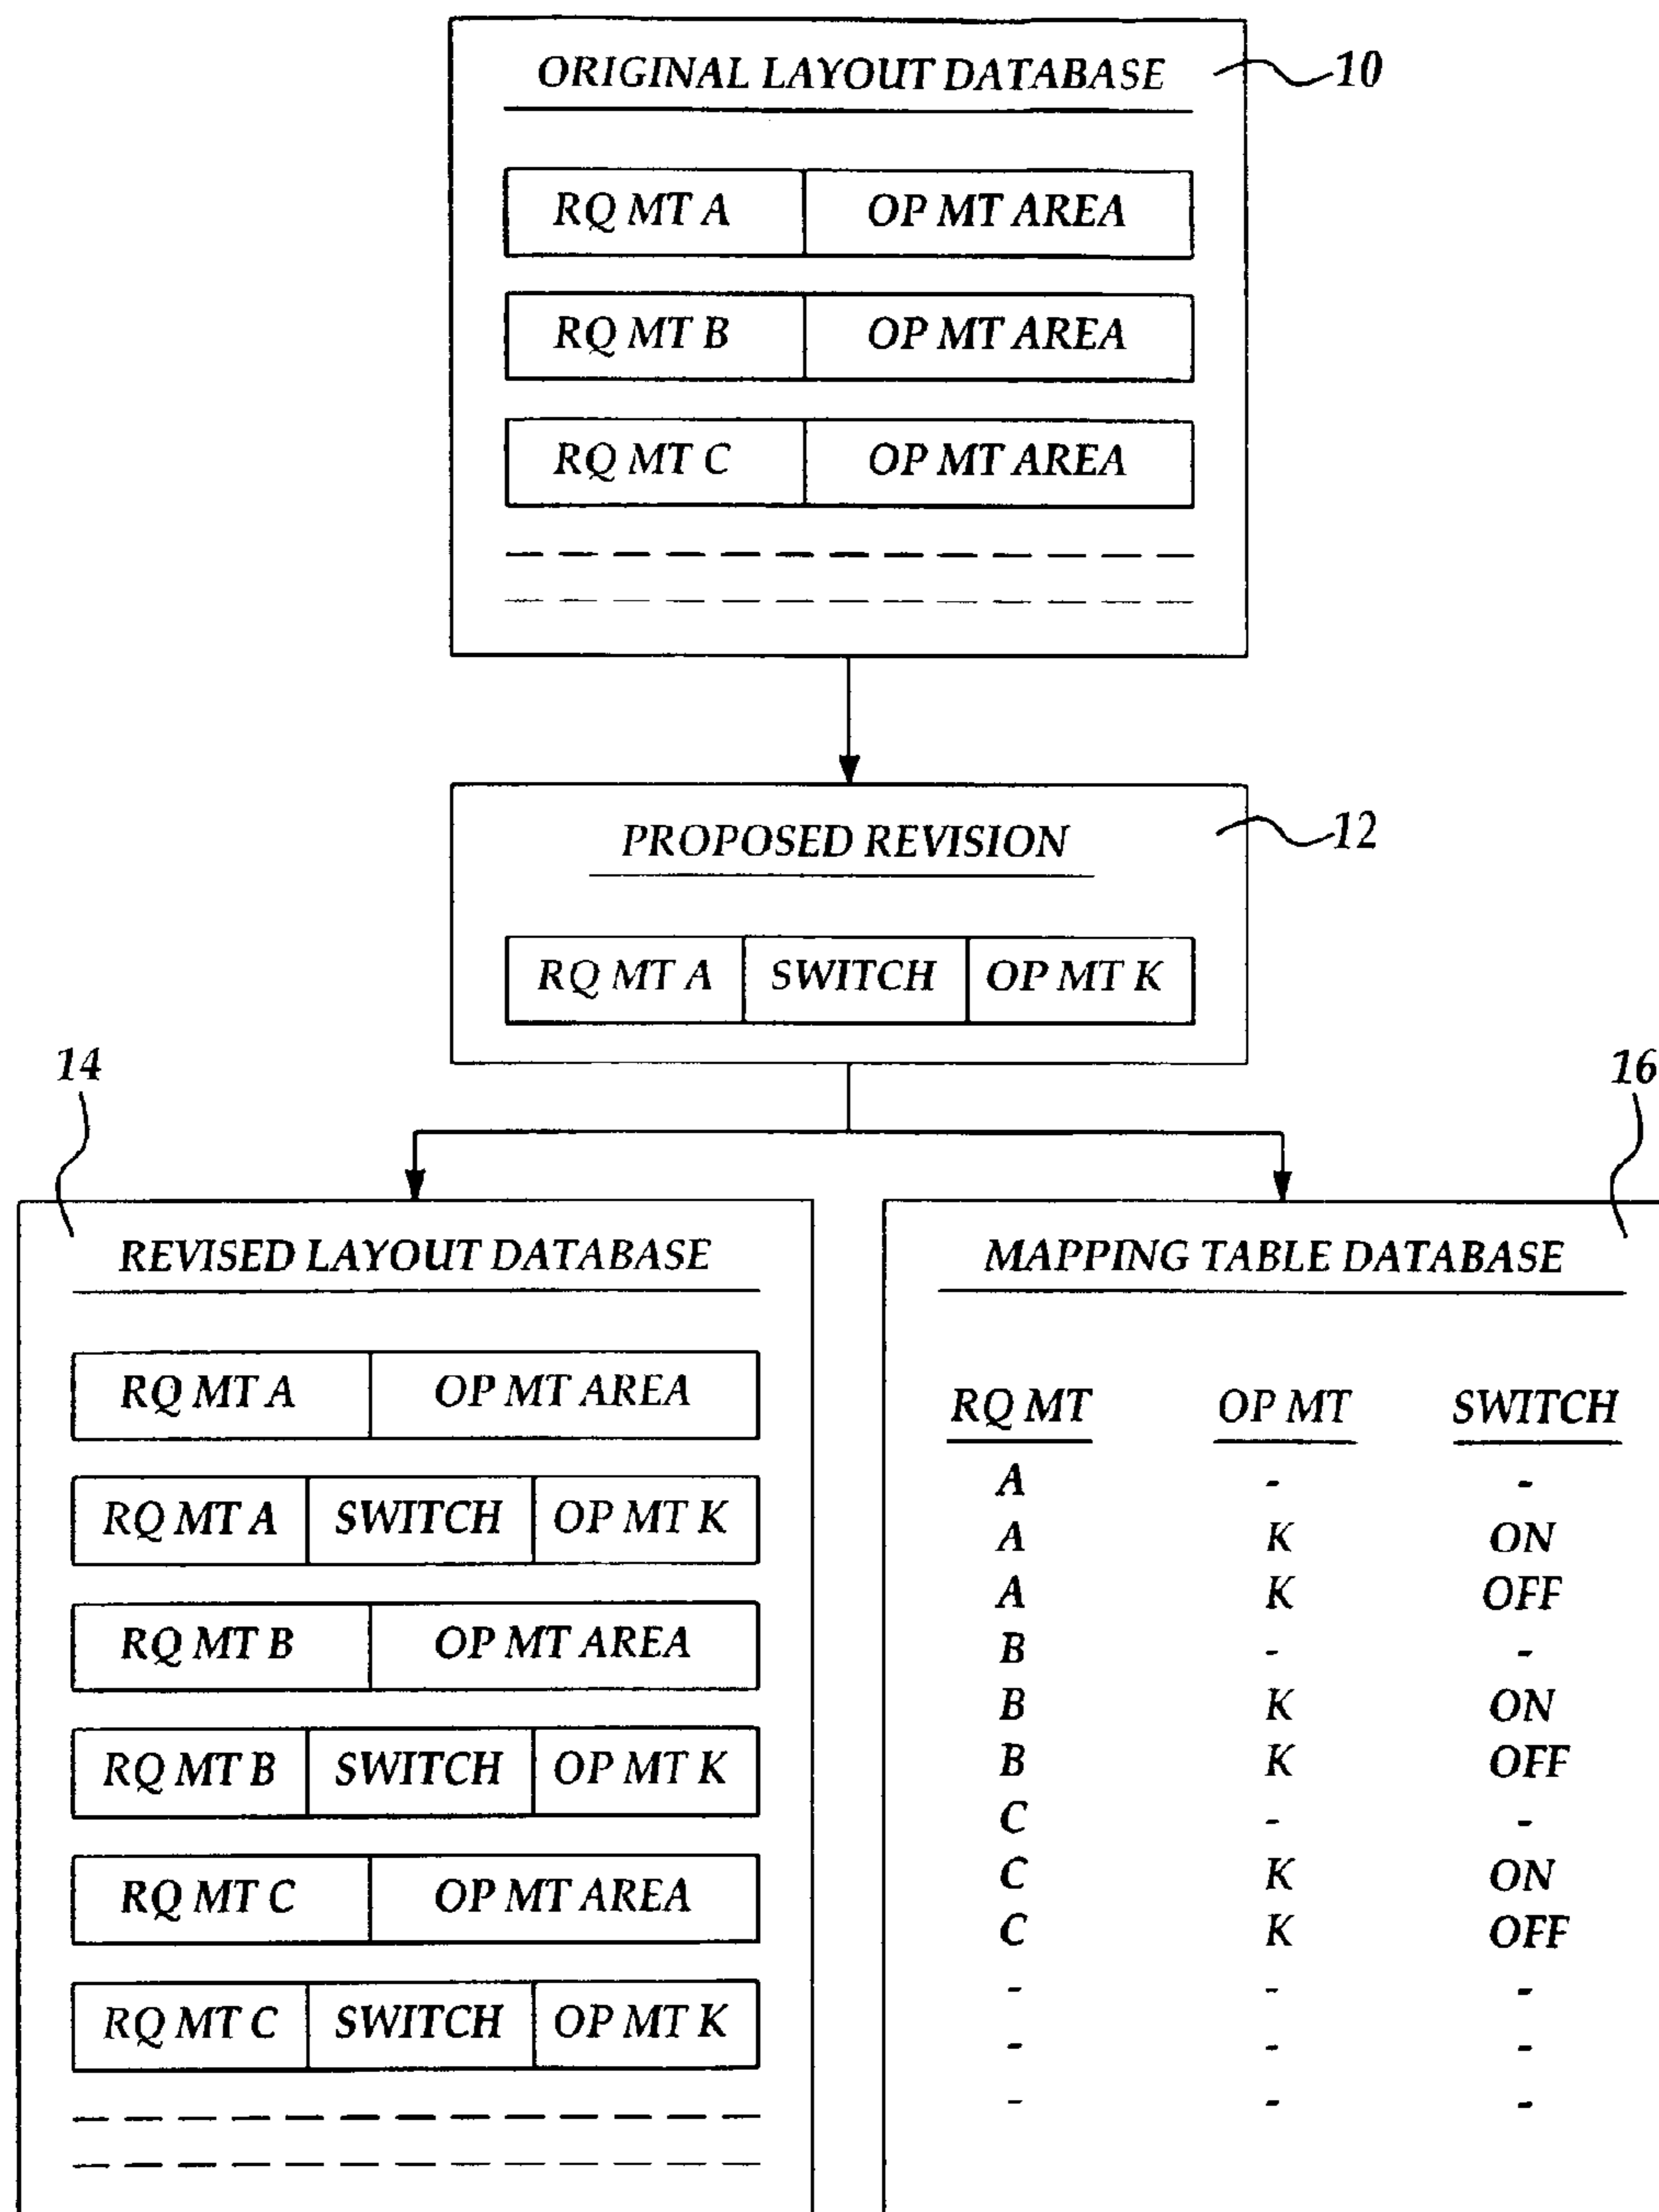 ORIGINAL LAYOUT DATABASE 10
RQ MT A OP MT AREA
RQ MT B OP MT AREA
RQ MT C OP MT AREA
PROPOSED REVISION 12
RQ MT A SWITCH OP MT K
14
REVISED LAYOUT DATABASE
RQ MT A OP MT AREA
RQ MT A SWITCH OP MT K
RQ MT B OP MT AREA
RQ MT B SWITCH OP MT K
RQ MT C OP MT AREA
RQ MT C SWITCH OP MT K
16
MAPPING TABLE DATABASE
RQ MT OP MT SWITCH
A - -
A K ON
A K OFF
B - -
B K ON
B K OFF
C - -
C K ON
C K OFF
- - -
- - -
- - -